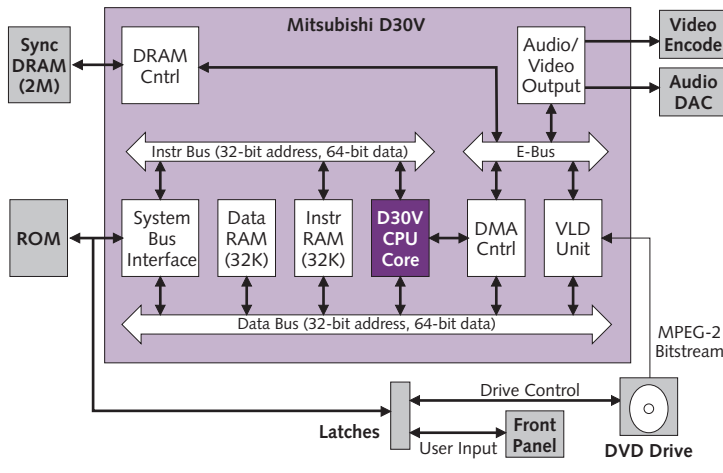 Mitsubishi D30V
Sync
DRAM
(2M)
DRAM
Cntrl
Audio/
Video
Output
Video
Encode
Audio
DAC
Instr Bus (32-bit address, 64-bit data)
E-Bus
ROM
System
Bus
Interface
Data
RAM
(32K)
Instr
RAM
(32K)
D30V
CPU
Core
DMA
Cntrl
VLD
Unit
Data Bus (32-bit address, 64-bit data)
MPEG-2
Bitstream
Drive Control
Latches
User Input
Front
Panel
DVD Drive